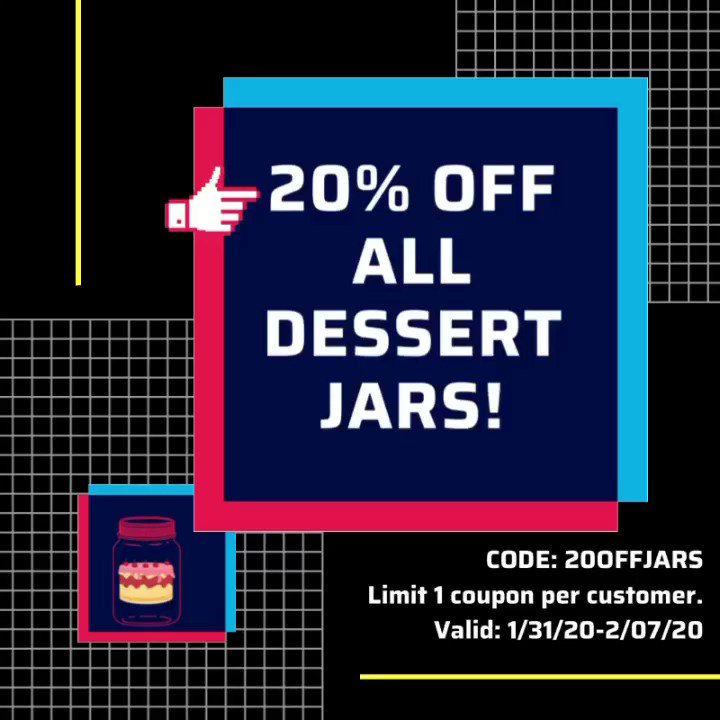 20% OFF
ALL
DESSERT
JARS!
CODE: 20OFFJARS
Limit 1 coupon per customer.
Valid: 1/31/20-2/07/20